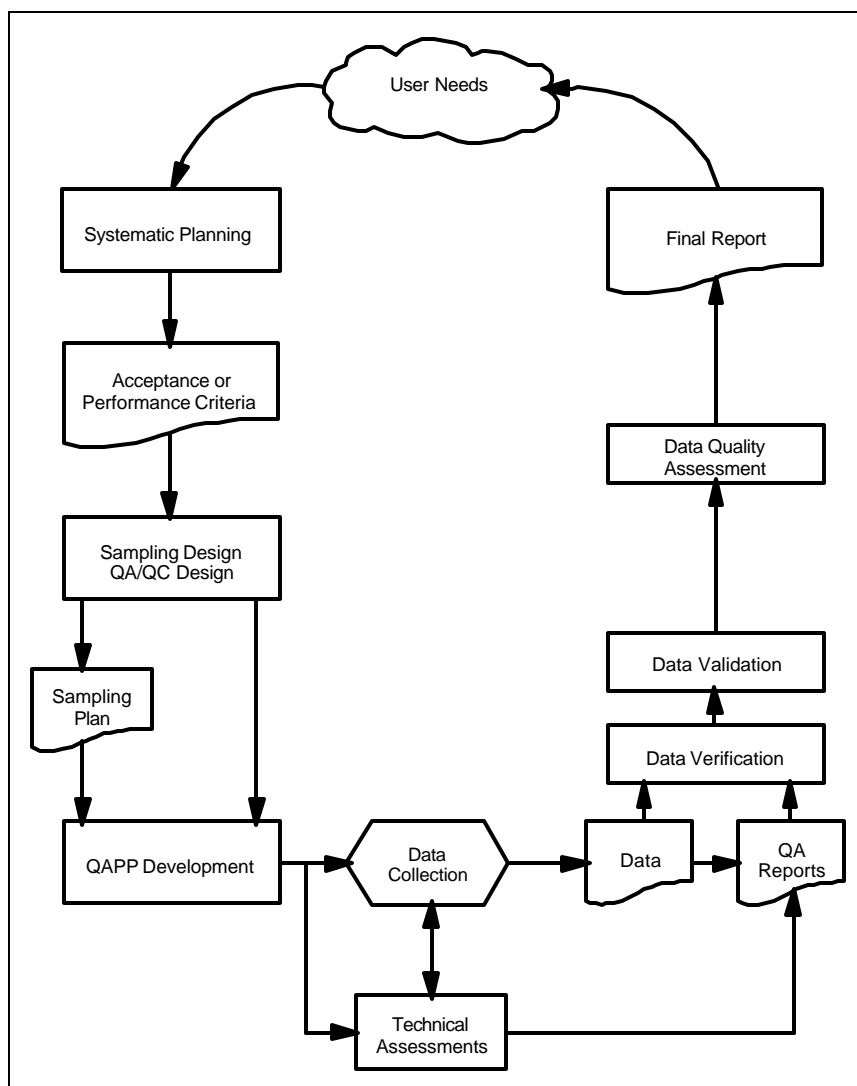 User Needs
Systematic Planning
Acceptance or
Performance Criteria
Sampling Design
QA/QC Design
Sampling
Plan
QAPP Development
Data
Collection
Technical
Assessments
Data
QA
Reports
Data Verification
Data Validation
Data Quality
Assessment
Final Report